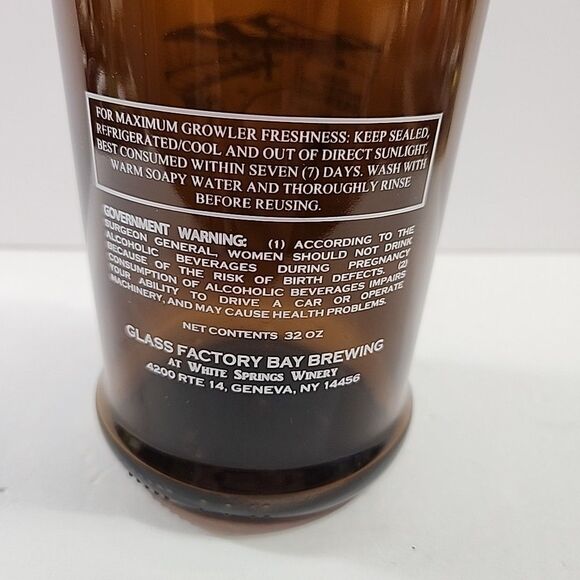 FOR MAXIMUM GROWLER FRESHNESS: KEEP SEALED,
REFRIGERATED/COOL AND OUT OF DIRECT SUNLIGHT.
BEST CONSUMED WITHIN SEVEN (7) DAYS. WASH WITH
WARM SOAPY WATER AND THOROUGHLY RINSE
BEFORE REUSING.
GOVERNMENT WARNING: (1) ACCORDING TO THE
SURGEON GENERAL, WOMEN SHOULD NOT DRINK
ALCOHOLIC BEVERAGES DURING PREGNANCY
BECAUSE OF THE RISK OF BIRTH DEFECTS. (2)
CONSUMPTION OF ALCOHOLIC BEVERAGES IMPAIRS
YOUR ABILITY TO DRIVE A CAR OR OPERATE
MACHINERY, AND MAY CAUSE HEALTH PROBLEMS.
NET CONTENTS 32 OZ
GLASS FACTORY BAY BREWING
AT WHITE SPRINGS WINERY
4200 RTE 14, GENEVA, NY 14456